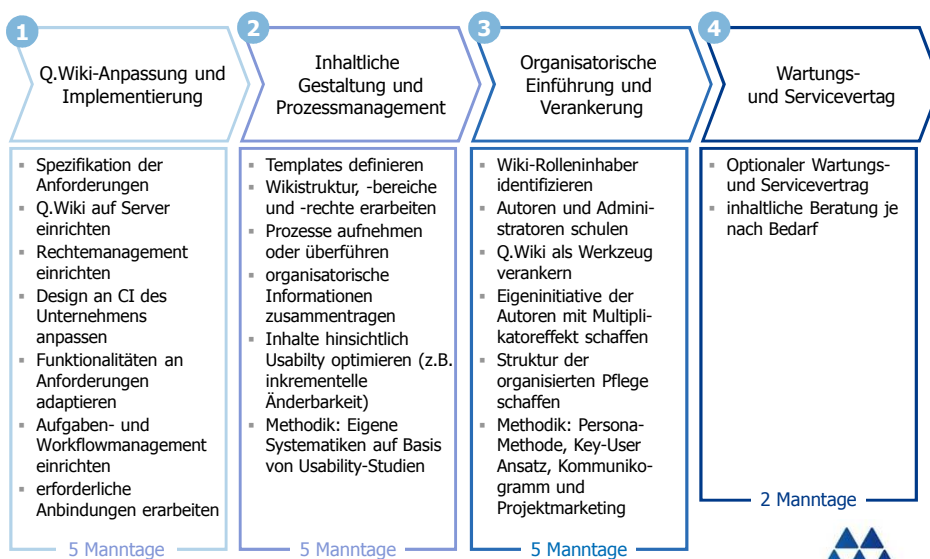 1
Q.Wiki-Anpassung und
Implementierung
2
Inhaltliche
Gestaltung und
Prozessmanagement
3
Organisatorische
Einführung und
Verankerung
4
Wartungs-
und Servicevertag
▪ Spezifikation der
Anforderungen
▪ Q.Wiki auf Server
einrichten
▪ Rechtemanagement
einrichten
▪ Design an CI des
Unternehmens
anpassen
▪ Funktionalitäten an
Anforderungen
adaptieren
▪ Aufgaben- und
Workflowmanagement
einrichten
▪ erforderliche
Anbindungen erarbeiten
5 Manntage
▪ Templates definieren
▪ Wikistruktur, -bereiche
und -rechte erarbeiten
▪ Prozesse aufnehmen
oder überführen
▪ organisatorische
Informationen
zusammentragen
▪ Inhalte hinsichtlich
Usabilty optimieren (z.B.
inkrementelle
Änderbarkeit)
▪ Methodik: Eigene
Systematiken auf Basis
von Usability-Studien
5 Manntage
▪ Wiki-Rolleninhaber
identifizieren
▪ Autoren und Admini-
stratoren schulen
▪ Q.Wiki als Werkzeug
verankern
▪ Eigeninitiative der
Autoren mit Multipli-
katoreffekt schaffen
▪ Struktur der
organisierten Pflege
schaffen
▪ Methodik: Persona-
Methode, Key-User
Ansatz, Kommuniko-
gramm und
Projektmarketing
5 Manntage
▪ Optionaler Wartungs-
und Servicevertrag
▪ inhaltliche Beratung je
nach Bedarf
2 Manntage